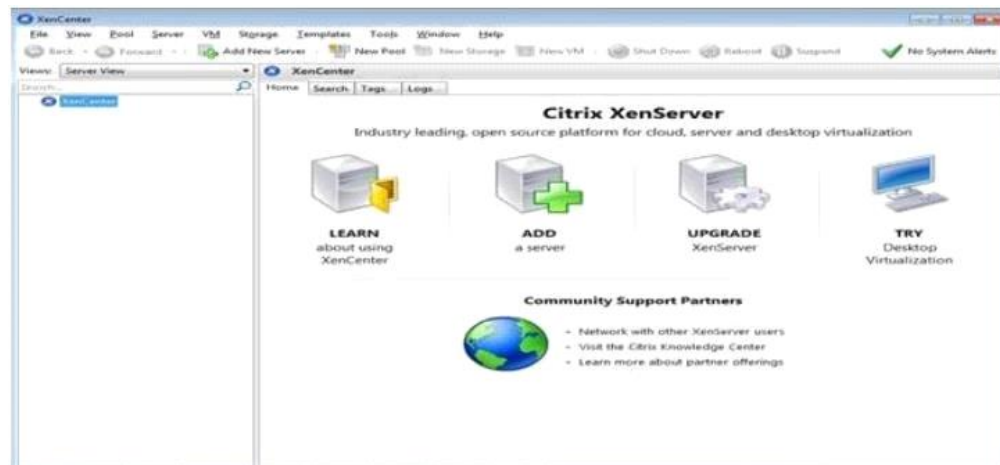 XenCenter
File View Pool Server VM Storage Templates Tools Window Help
Back Forward Add New Server New Pool New Storage New VM Shut Down Reboot Suspend No System Alerts
Views: Server View XenCenter
Search... Home Search Tags Logs
XenCenter
Citrix XenServer
Industry leading, open source platform for cloud, server and desktop virtualization
LEARN ADD UPGRADE TRY
about using a server XenServer Desktop
XenCenter Virtualization
Community Support Partners
• Network with other XenServer users
• Visit the Citrix Knowledge Center
• Learn more about partner offerings